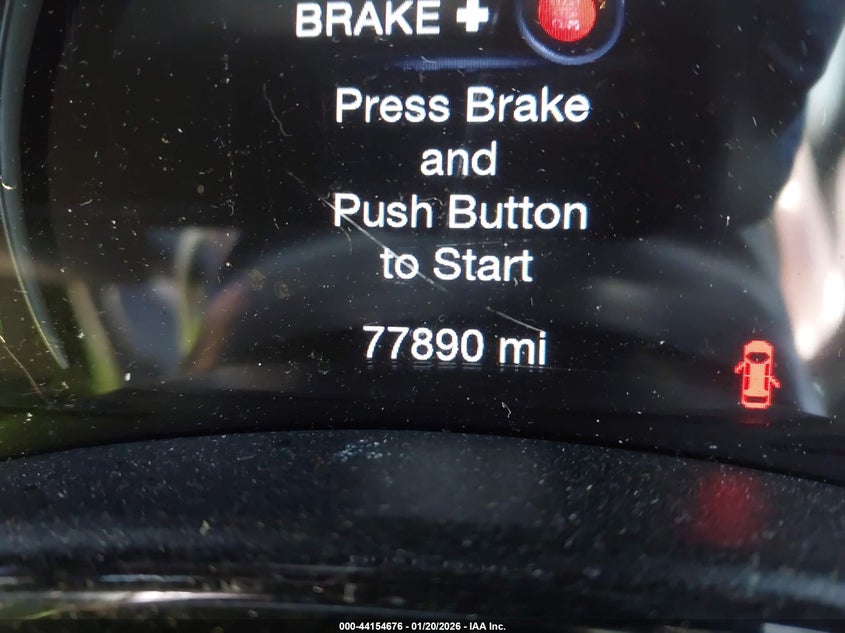 BRAKE +
Press Brake
and
Push Button
to Start
77890 mi
000-44154676 - 01/20/2026 - IAA Inc.